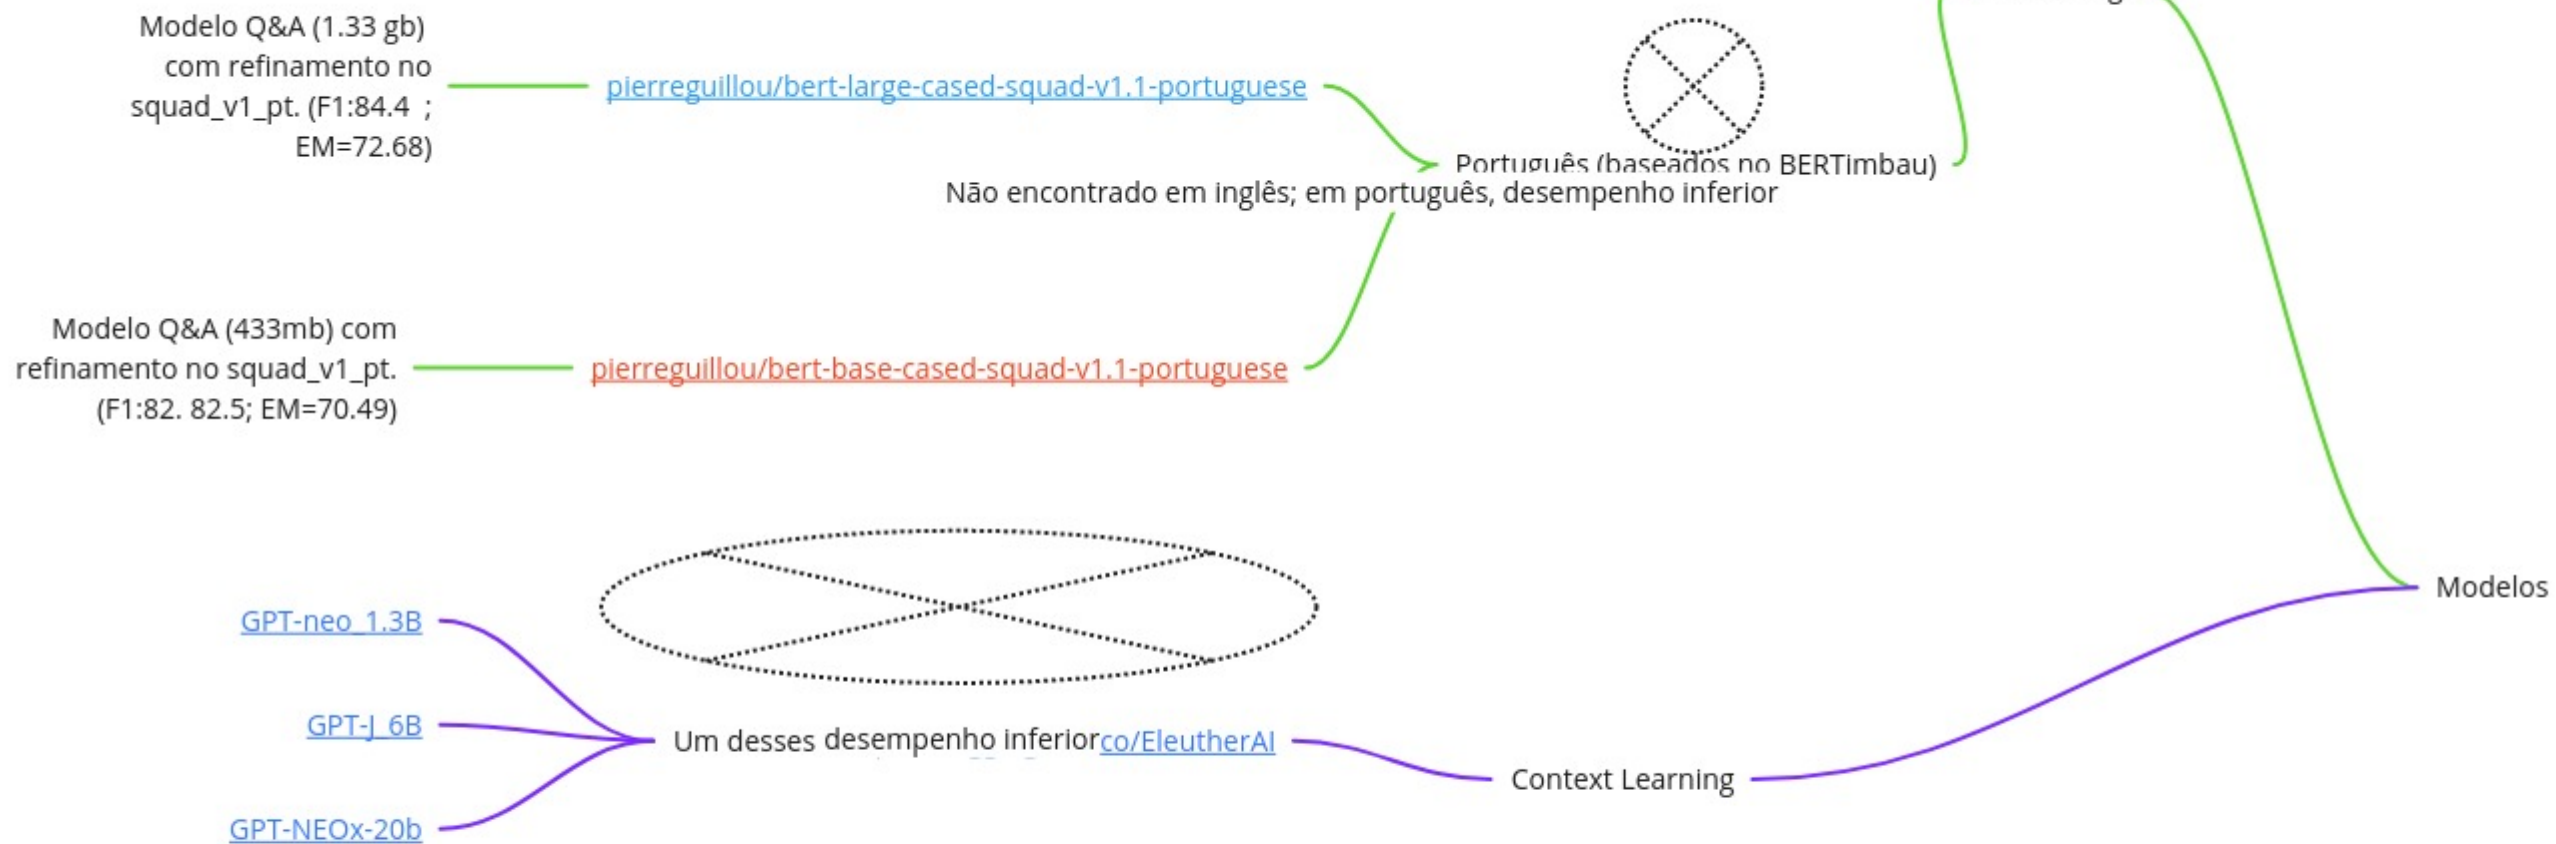 Modelo Q&A (1.33 gb)
com refinamento no
squad_v1_pt. (F1:84.4 ;
EM=72.68)
pierreguillou/bert-large-cased-squad-v1.1-portuguese
Português (baseados no BERTimbau)
Não encontrado em inglês; em português, desempenho inferior
Modelo Q&A (433mb) com
refinamento no squad_v1_pt.
(F1:82. 82.5; EM=70.49)
pierreguillou/bert-base-cased-squad-v1.1-portuguese
Modelos
GPT-neo_1.3B
GPT-J_6B
GPT-NEOx-20b
Um desses desempenho inferiorco/EleutherAI
Context Learning